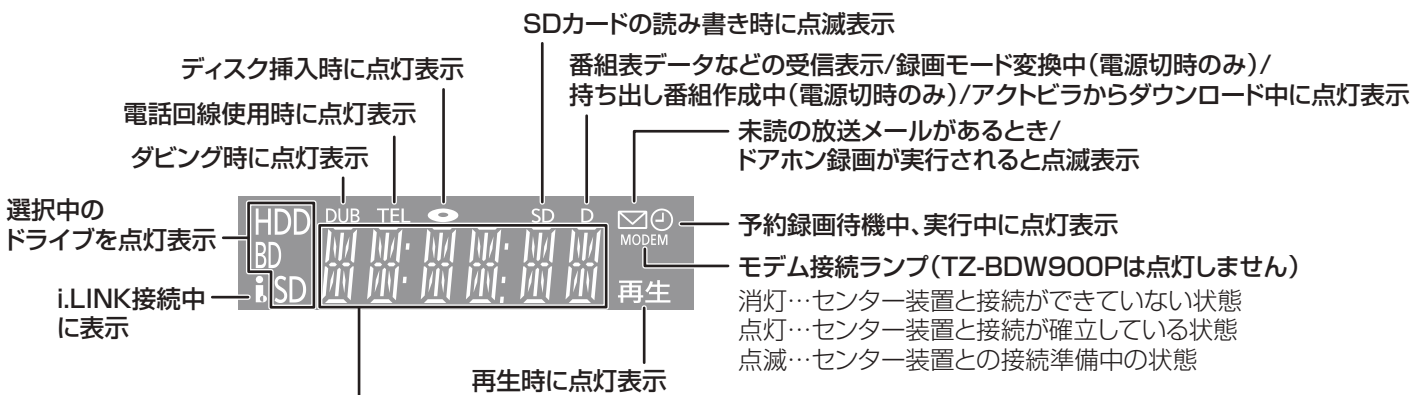 SDカードの読み書き時に点滅表示
ディスク挿入時に点灯表示
番組表データなどの受信表示/録画モード変換中(電源切時のみ)/
持ち出し番組作成中(電源切時のみ)/アクトビラからダウンロード中に点灯表示
電話回線使用時に点灯表示
未読の放送メールがあるとき/
ドアホン録画が実行されると点滅表示
ダビング時に点灯表示
選択中の
ドライブを点灯表示
HDD DUB TEL SD D
BD MODEM
i SD 再生
予約録画待機中、実行中に点灯表示
モデム接続ランプ(TZ-BDW900Pは点灯しません)
消灯…センター装置と接続ができていない状態
点灯…センター装置と接続が確立している状態
点滅…センター装置との接続準備中の状態
i.LINK接続中
に表示
再生時に点灯表示